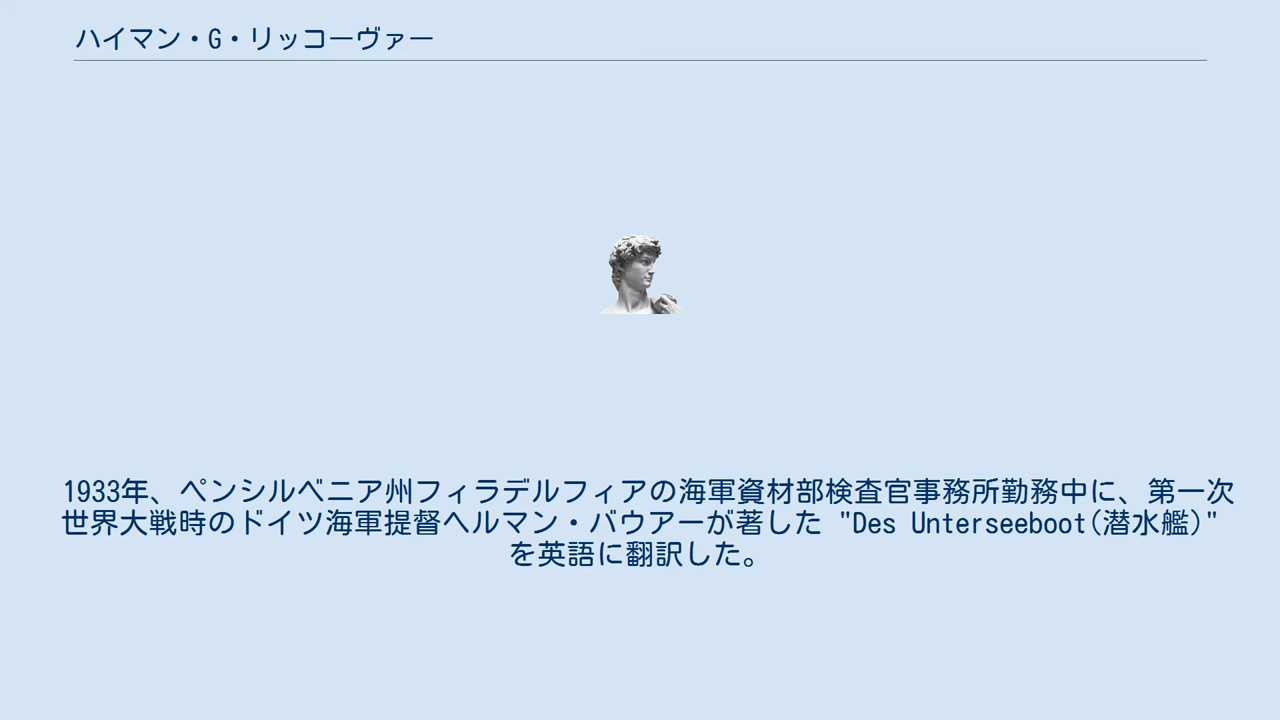 ハイマン・G・リッコーヴァー
1933年、ペンシルベニア州フィラデルフィアの海軍資材部検査官事務所勤務中に、第一次
世界大戦時のドイツ海軍提督ヘルマン・バウアーが著した "Des Unterseeboot(潜水艦)"
を英語に翻訳した。